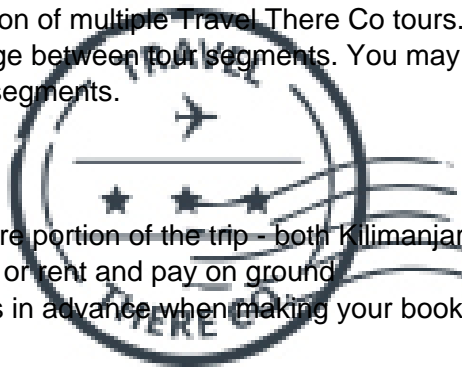 on of multiple Travel There Co tours.
ge between tour segments. You may
segments.
TRAVEL
re portion of the trip - both Kilimanjar
or rent and pay on ground
s in advance when making your book
THERE CO.